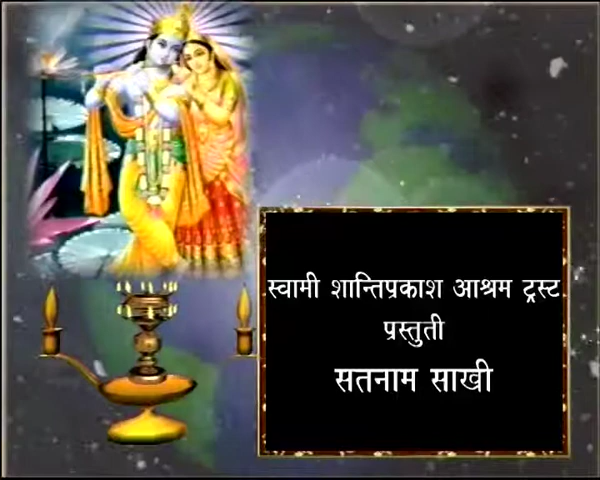 स्वामी शान्तिप्रकाश आश्रम ट्रस्ट
प्रस्तुती
सतनाम साखी